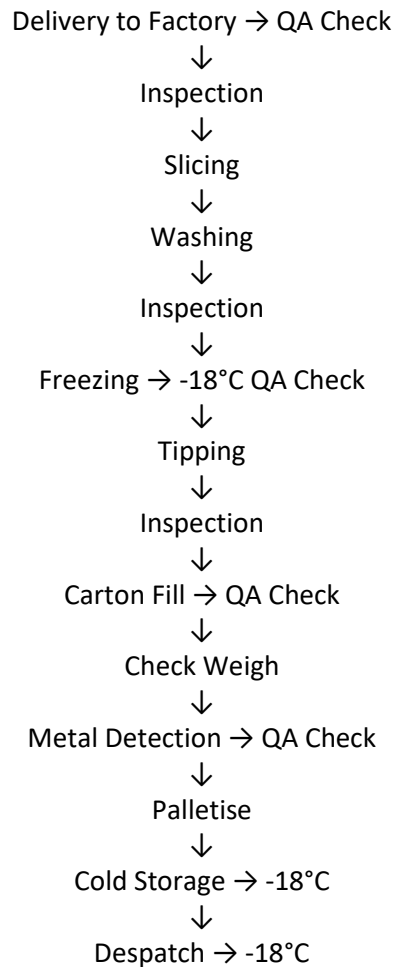 Delivery to Factory → QA Check
↓
Inspection
↓
Slicing
↓
Washing
↓
Inspection
↓
Freezing → -18°C QA Check
↓
Tipping
↓
Inspection
↓
Carton Fill → QA Check
↓
Check Weigh
↓
Metal Detection → QA Check
↓
Palletise
↓
Cold Storage → -18°C
↓
Despatch → -18°C